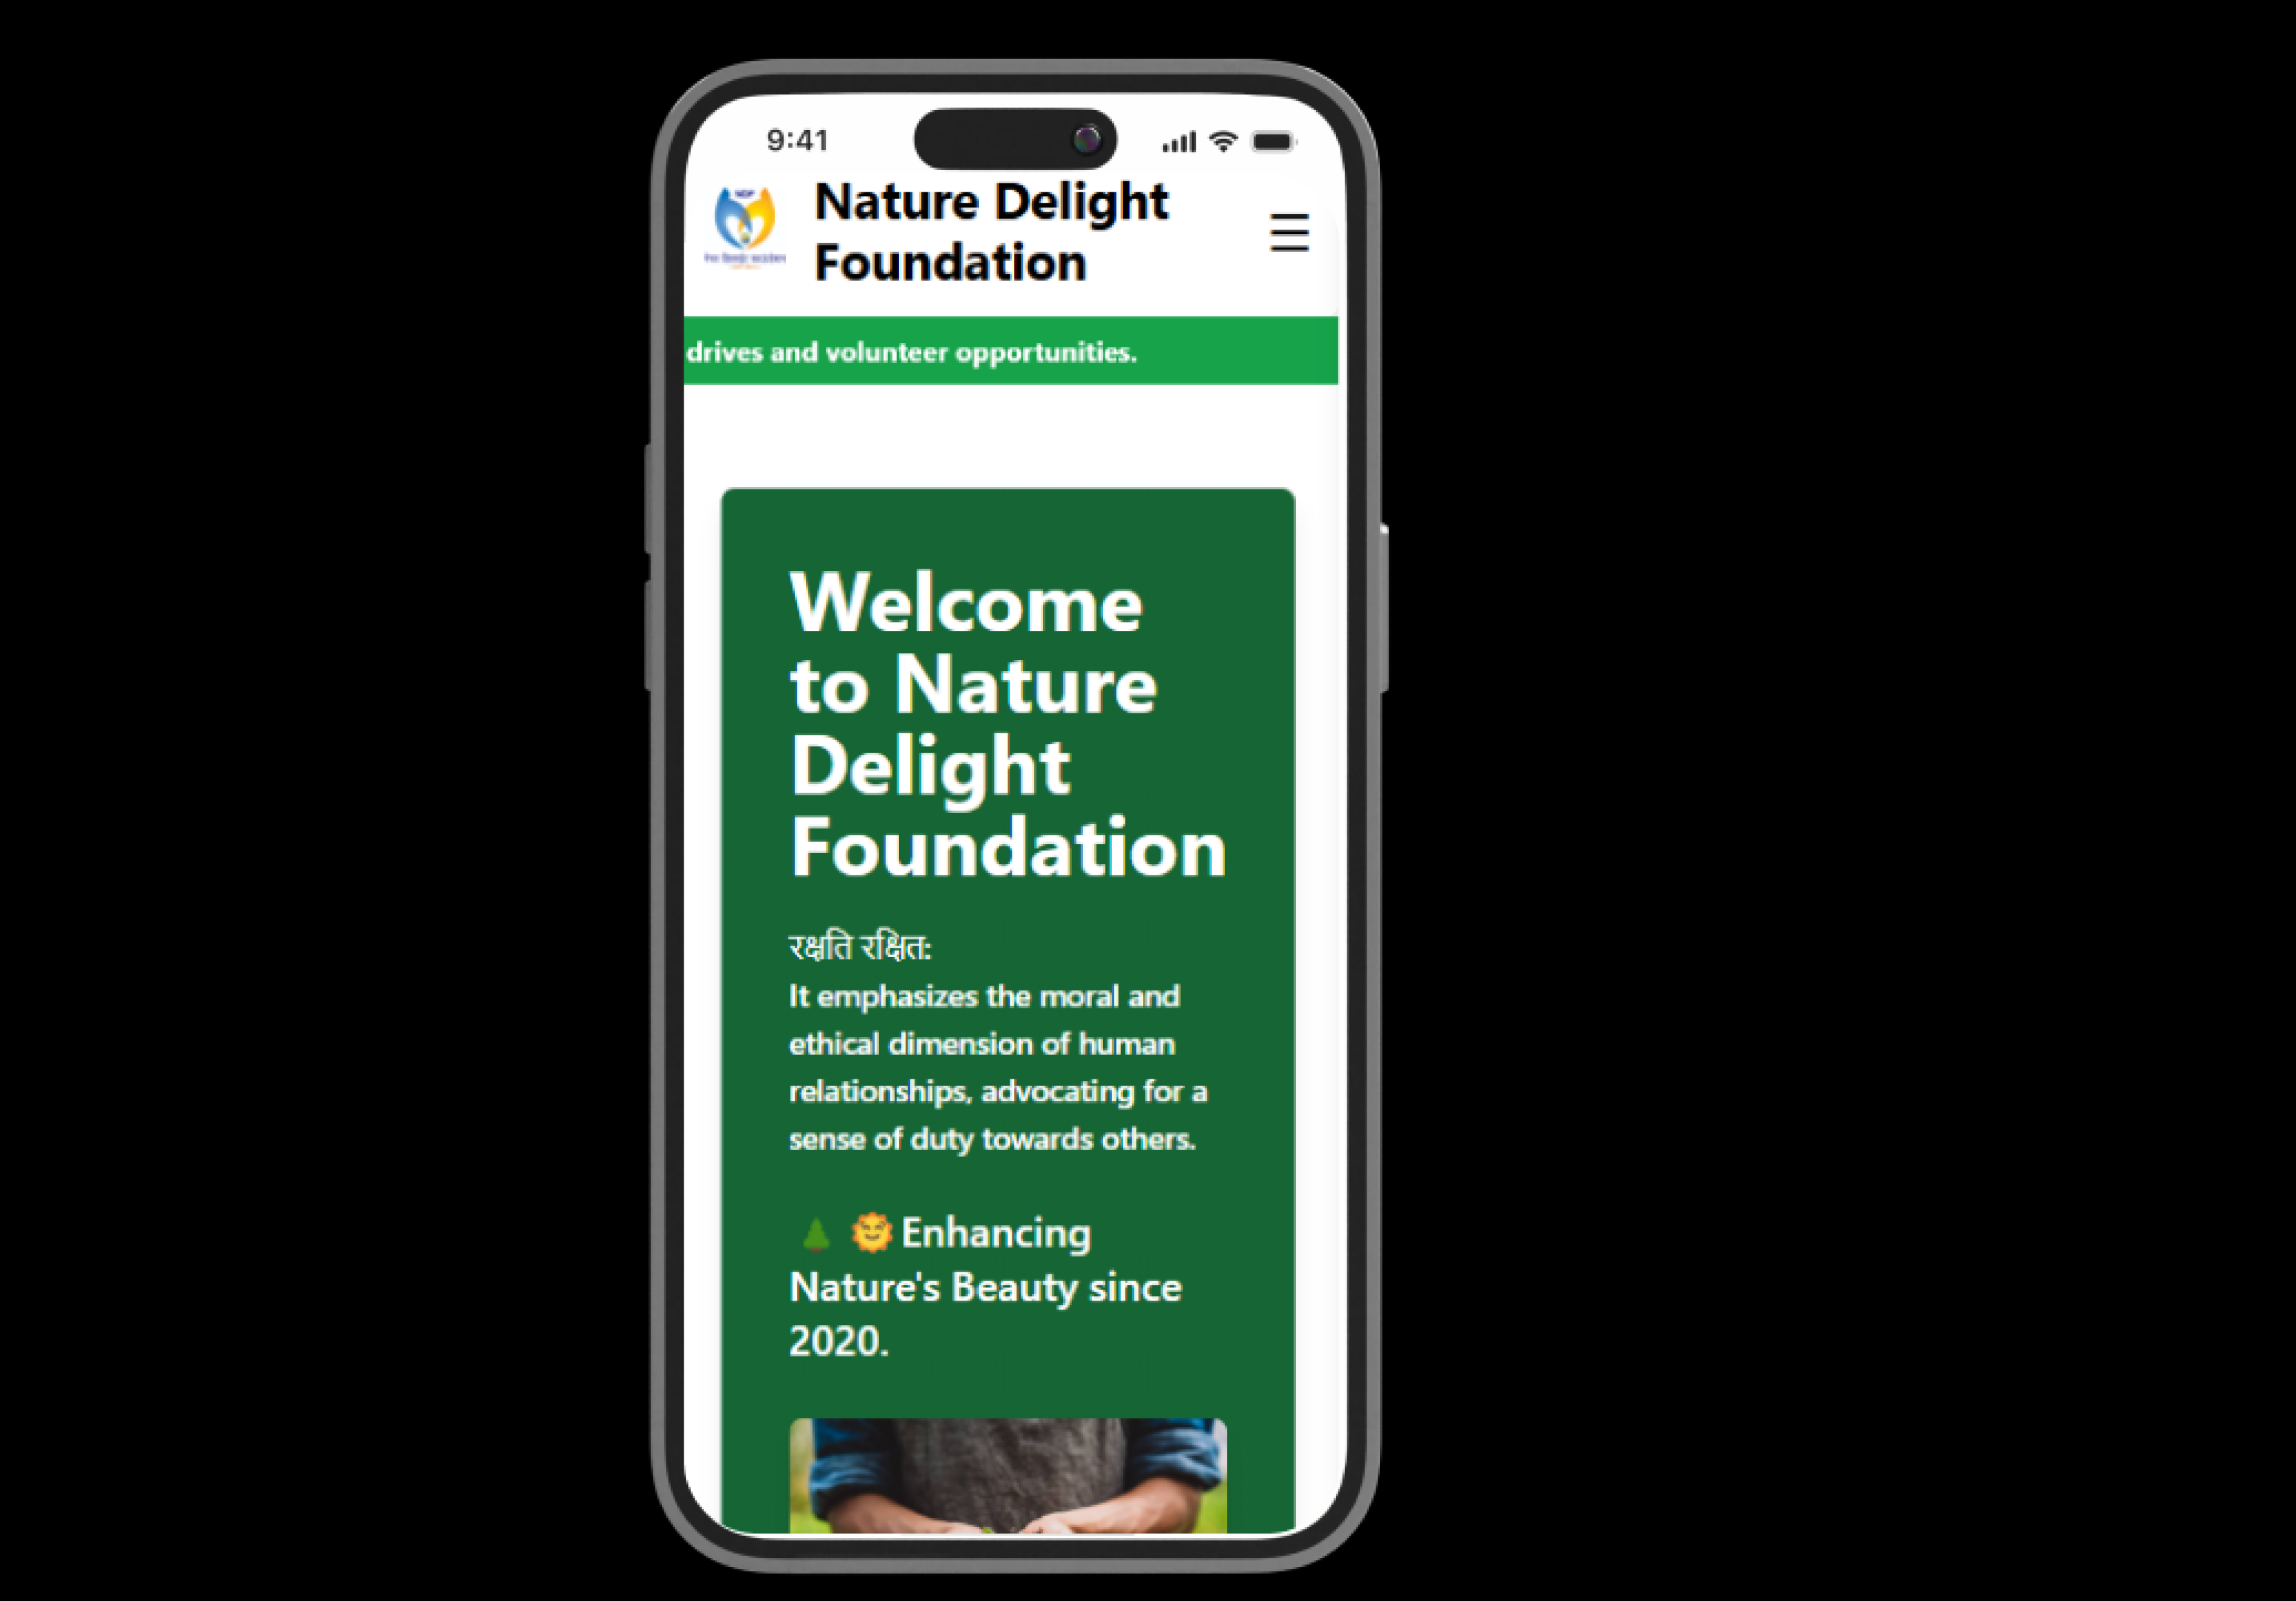 9:41
NDF
Nature Delight
Foundation
drives and volunteer opportunities.
Welcome
to Nature
Delight
Foundation
रक्षति रक्षित:
It emphasizes the moral and
ethical dimension of human
relationships, advocating for a
sense of duty towards others.
🌲 🌞 Enhancing
Nature's Beauty since
2020.